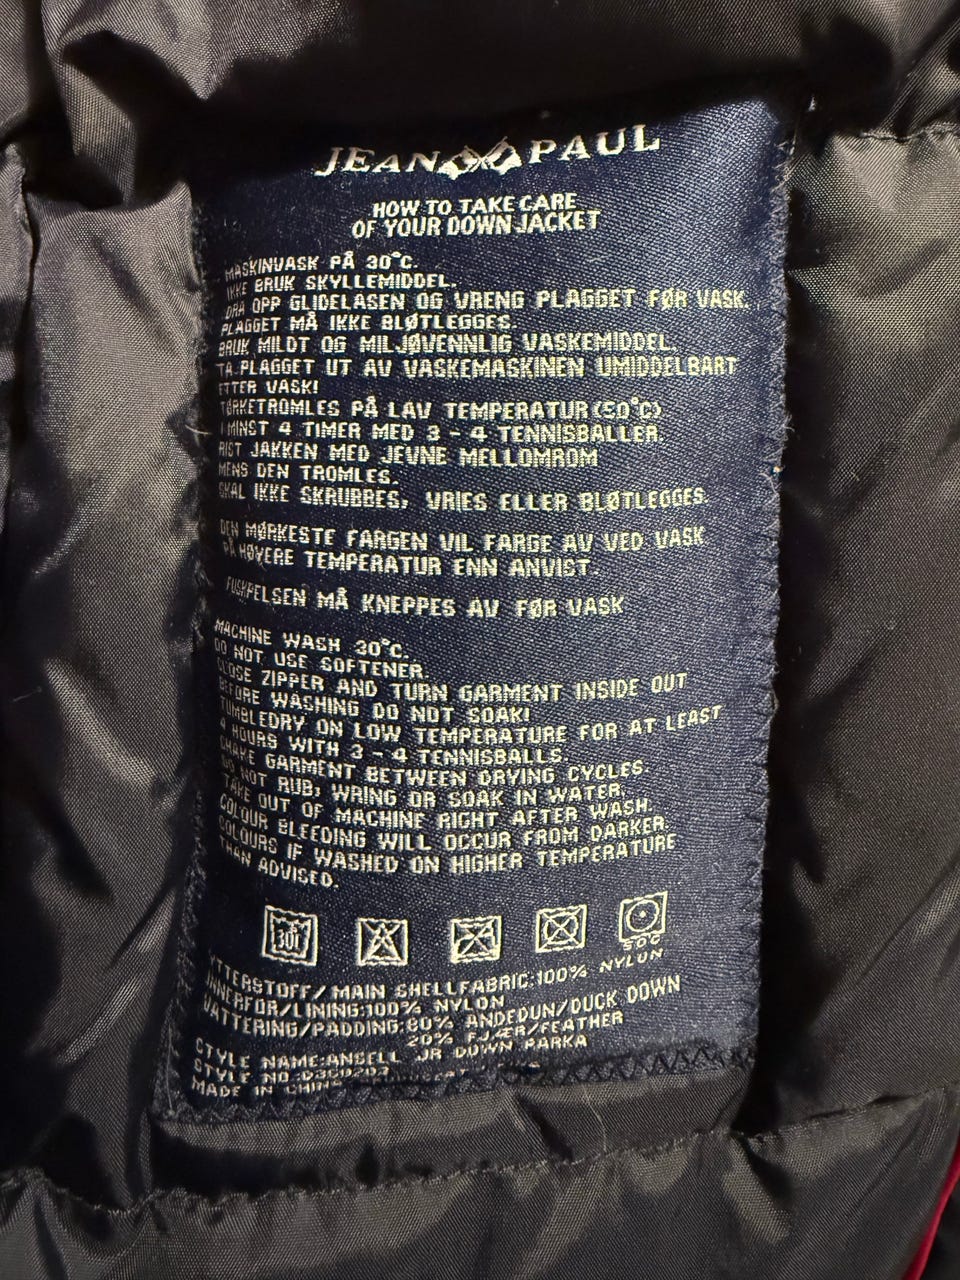 JEAN PAUL
HOW TO TAKE CARE
OF YOUR DOWN JACKET
MASKINVASK PÅ 30°C.
IKKE BRUK SKYLLEMIDDEL.
DRA OPP GLIDELÅSEN OG VRENG PLAGGET FØR VASK.
PLAGGET MÅ IKKE BLØTLEGGES.
BRUK MILDT OG MILJØVENNLIG VASKEMIDDEL.
TA PLAGGET UT AV VASKEMASKINEN UMIDDELBART
ETTER VASK!
TØRKETROMLES PÅ LAV TEMPERATUR(50°C)
I MINST 4 TIMER MED 3 - 4 TENNISBALLER.
RIST JAKKEN MED JEVNE MELLOMROM
MENS DEN TROMLES.
SKAL IKKE SKRUBBES, VRIES ELLER BLØTLEGGES.
DEN MØRKESTE FARGEN VIL FARGE AV VED VASK
PÅ HØYERE TEMPERATUR ENN ANVIST.
FUSKPELSEN MÅ KNEPPES AV FØR VASK
MACHINE WASH 30°C.
DO NOT USE SOFTENER.
CLOSE ZIPPER AND TURN GARMENT INSIDE OUT
BEFORE WASHING DO NOT SOAK!
TUMBLEDRY ON LOW TEMPERATURE FOR AT LEAST
4 HOURS WITH 3 - 4 TENNISBALLS.
SHAKE GARMENT BETWEEN DRYING CYCLES.
DO NOT RUB, WRING OR SOAK IN WATER.
TAKE OUT OF MACHINE RIGHT AFTER WASH.
COLOUR BLEEDING WILL OCCUR FROM DARKER
COLOURS IF WASHED ON HIGHER TEMPERATURE
THAN ADVISED.
50C
YTTERSTOFF/MAIN SHELLFABRIC:100% NYLON
INNERFÔR/LINING:100% NYLON
VATTERING/PADDING:80% ANDEDUN/DUCK DOWN
20% FJÆR/FEATHER
STYLE NAME:ANSELL JR DOWN PARKA
STYLE NO.:
MADE IN CHINA